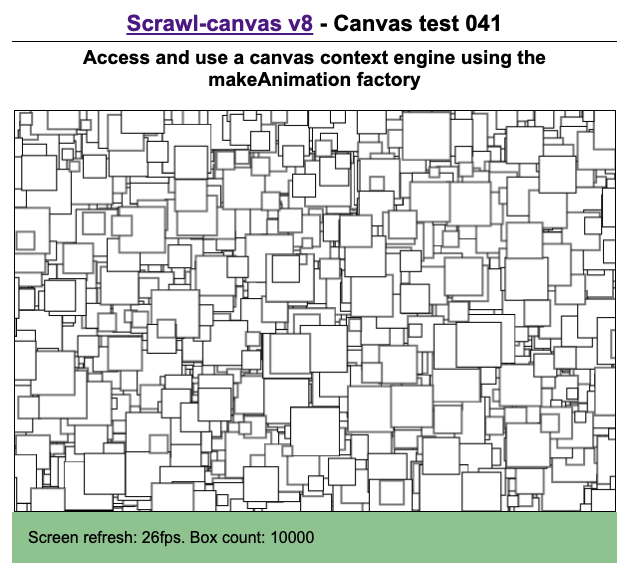 Scrawl-canvas v8 - Canvas test 041
Access and use a canvas context engine using the
makeAnimation factory
Screen refresh: 26fps. Box count: 10000